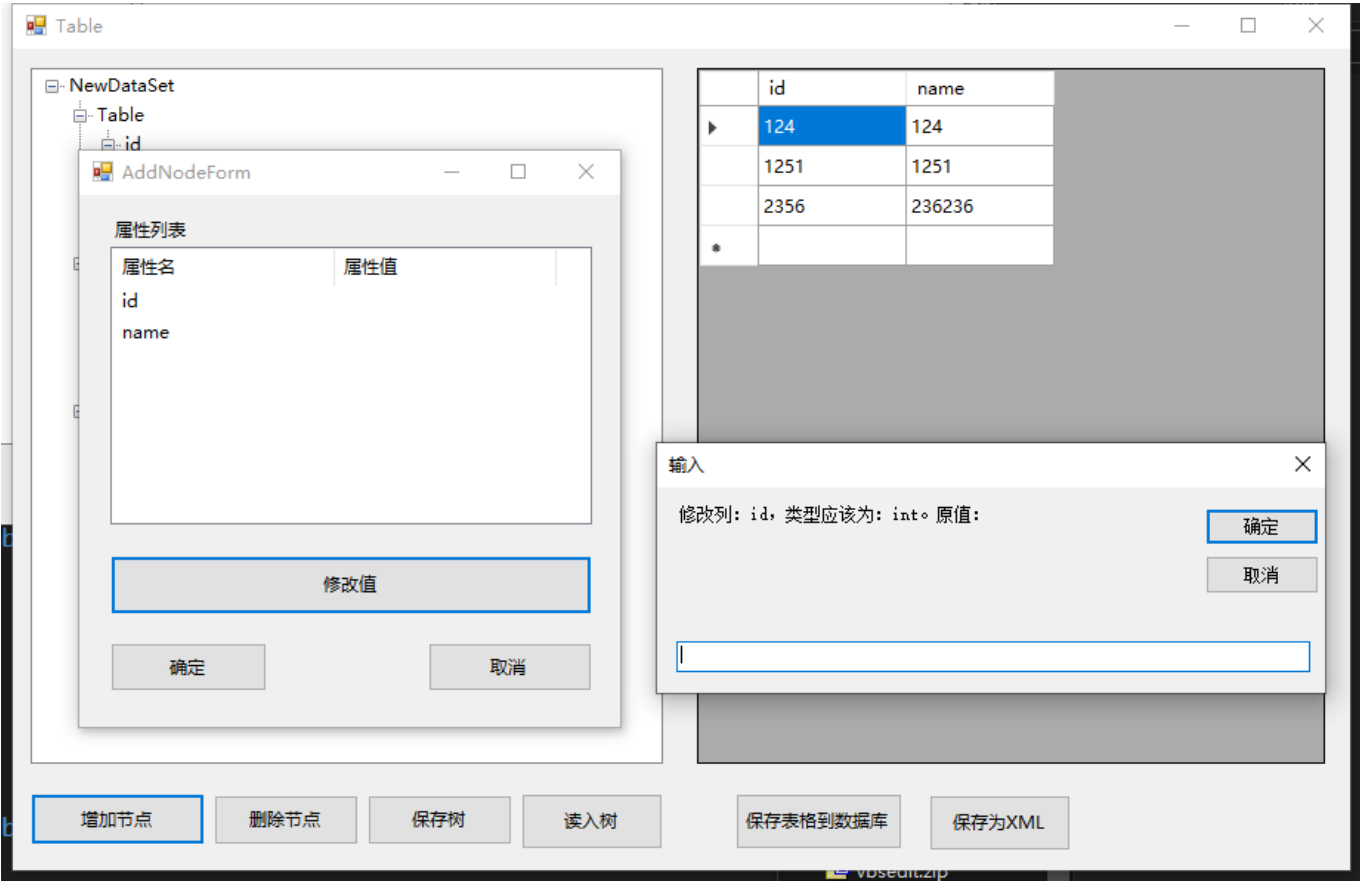 Table
NewDataSet
Table
id
AddNodeForm
属性列表
属性名 属性值
id
name
修改值
确定 取消
id name
124 124
1251 1251
2356 236236
输入
修改列: id, 类型应该为: int。原值:
确定
取消
增加节点 删除节点 保存树 读入树 保存表格到数据库 保存为XML
vbsedit.zip